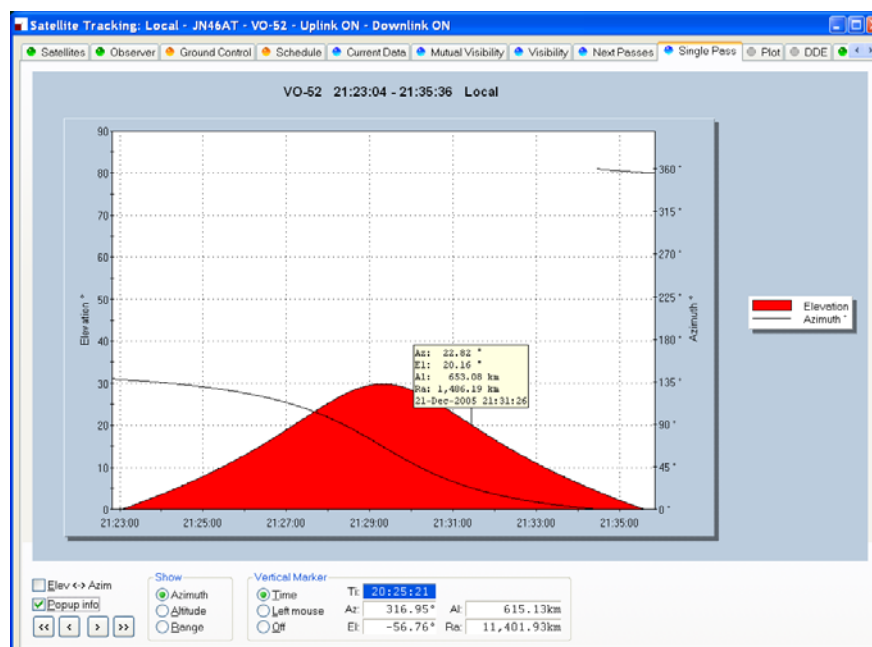 Satellite Tracking: Local - JN46AT - VO-52 - Uplink ON - Downlink ON
Satellites Observer Ground Control Schedule Current Data Mutual Visibility Visibility Next Passes Single Pass Plot DDE
VO-52 21:23:04 - 21:35:36 Local
90
80
70
60
50
40
30
20
10
0
Elevation °
360 °
315 °
270 °
225 °
180 °
135 °
90 °
45 °
0 °
Azimuth °
Az: 22.82 °
El: 20.16 °
Al: 653.08 km
Ra: 1,486.19 km
21-Dec-2005 21:31:26
21:23:00 21:25:00 21:27:00 21:29:00 21:31:00 21:33:00 21:35:00
Elevation
Azimuth °
Elev <-> Azim
Popup info
<< < > >>
Show
Azimuth
Altitude
Range
Vertical Marker
Time
Left mouse
Off
Ti: 20:25:21
Az: 316.95° Al: 615.13km
El: -56.76° Ra: 11,401.93km